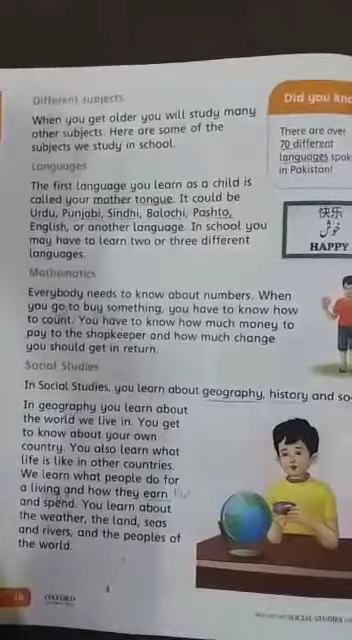 Different subjects
When you get older you will study many
other subjects. Here are some of the
subjects we study in school.
Languages
The first language you learn as a child is
called your mother tongue. It could be
Urdu, Punjabi, Sindhi, Balochi, Pashto,
English, or another language. In school you
may have to learn two or three different
languages.
Mathematics
Everybody needs to know about numbers. When
you go to buy something, you have to know how
to count. You have to know how much money to
pay to the shopkeeper and how much change
you should get in return.
Social Studies
In Social Studies, you learn about geography, history and so
In geography you learn about
the world we live in. You get
to know about your own
country. You also learn what
life is like in other countries.
We learn what people do for
a living and how they earn
and spend. You learn about
the weather, the land, seas
and rivers, and the peoples of
the world.
Did you kno
There are over
70 different
languages spok
in Pakistan!
快乐
خوش
HAPPY
16
OXFORD
SOCIAL STUDIES